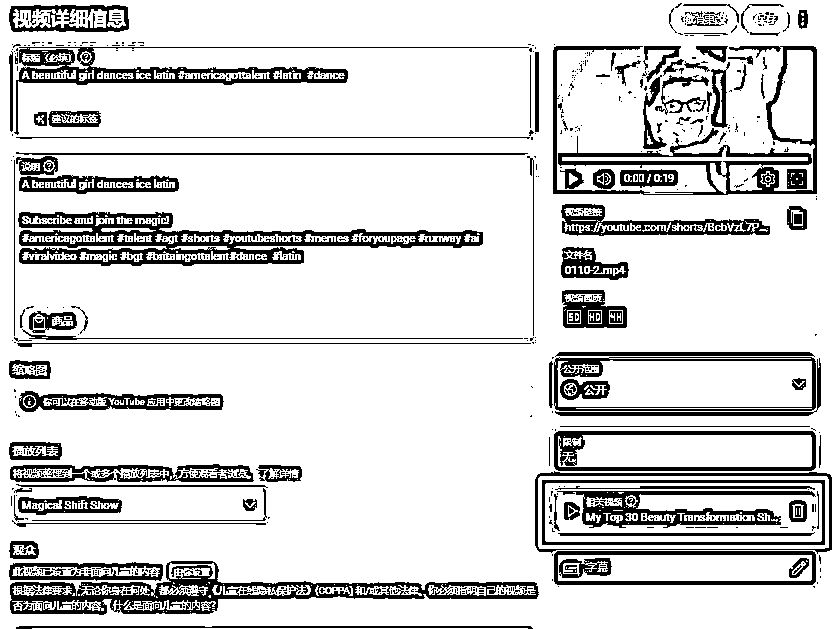 视频详细信息
撤消更改 保存
标题（必填）
A beautiful girl dances ice latin #americagottalent #latin #dance
建议的标签
说明
A beautiful girl dances ice latin
Subscribe and join the magic!
#americagottalent #talent #agt #shorts #youtubeshorts #memes #foryoupage #runway #ai
#viralvideo #magic #bgt #britaingottalent#dance #latin
商品
缩略图
你可以在移动版 YouTube 应用中更改缩略图
播放列表
将视频整理到一个或多个播放列表中，方便观看者浏览。 了解详情
Magical Shift Show
观众
此视频已设置为非面向儿童的内容 由你设置
根据法律要求，无论你身在何处，都必须遵守《儿童在线隐私保护法》(COPPA) 和/或其他法律。你必须指明自己的视频是
否为面向儿童的内容。 什么是面向儿童的内容？
0:00 / 0:19
视频链接
https://youtube.com/shorts/BcbVzL7P...
文件名
0110-2.mp4
视频画质
SD HD 4K
公开范围
公开
限制
无
相关视频
My Top 30 Beauty Transformation Sh...
字幕